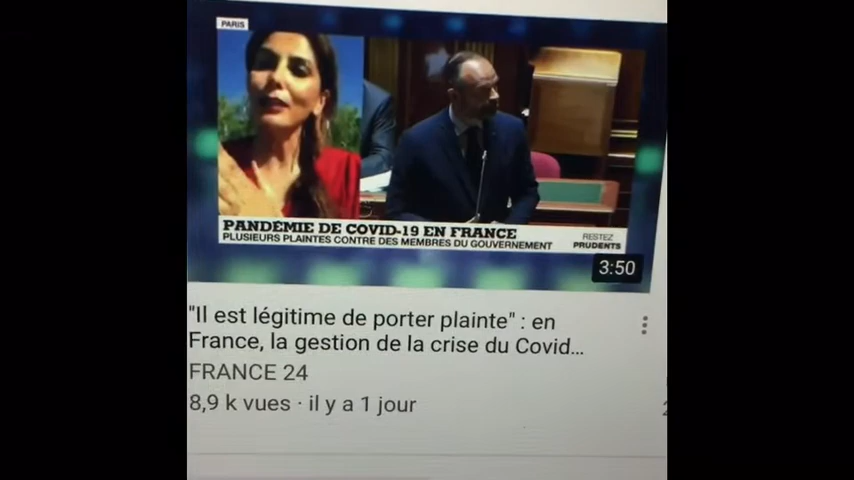 PARIS
PANDÉMIE DE COVID-19 EN FRANCE
PLUSIEURS PLAINTES CONTRE DES MEMBRES DU GOUVERNEMENT
RESTEZ
PRUDENTS
3:50
"Il est légitime de porter plainte" : en
France, la gestion de la crise du Covid...
FRANCE 24
8,9 k vues · il y a 1 jour